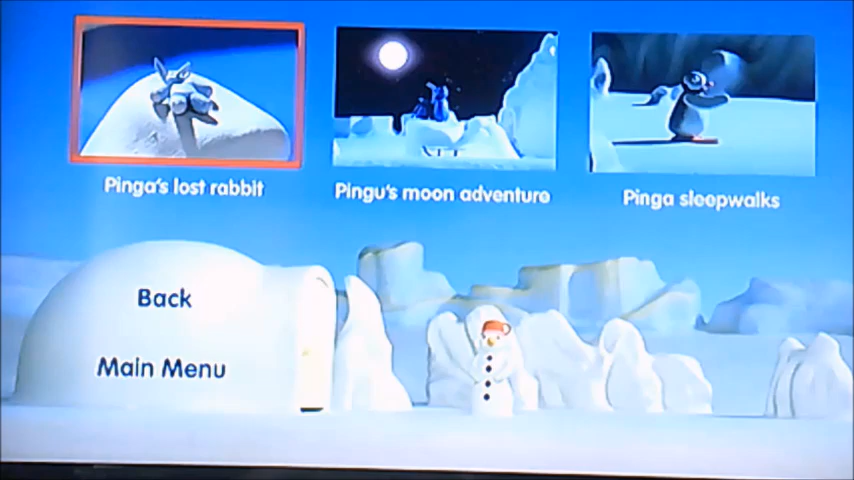 Pinga's lost rabbit
Pingu's moon adventure
Pinga sleepwalks
Back
Main Menu